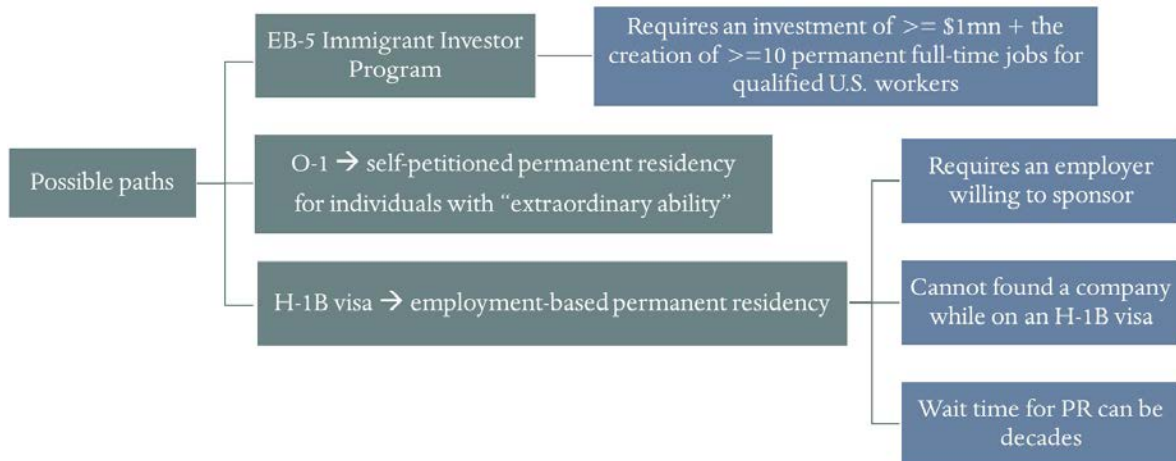 Possible paths
EB-5 Immigrant Investor
Program
Requires an investment of >= $1mn + the
creation of >=10 permanent full-time jobs for
qualified U.S. workers
O-1 → self-petitioned permanent residency
for individuals with “extraordinary ability”
H-1B visa → employment-based permanent residency
Requires an employer
willing to sponsor
Cannot found a company
while on an H-1B visa
Wait time for PR can be
decades